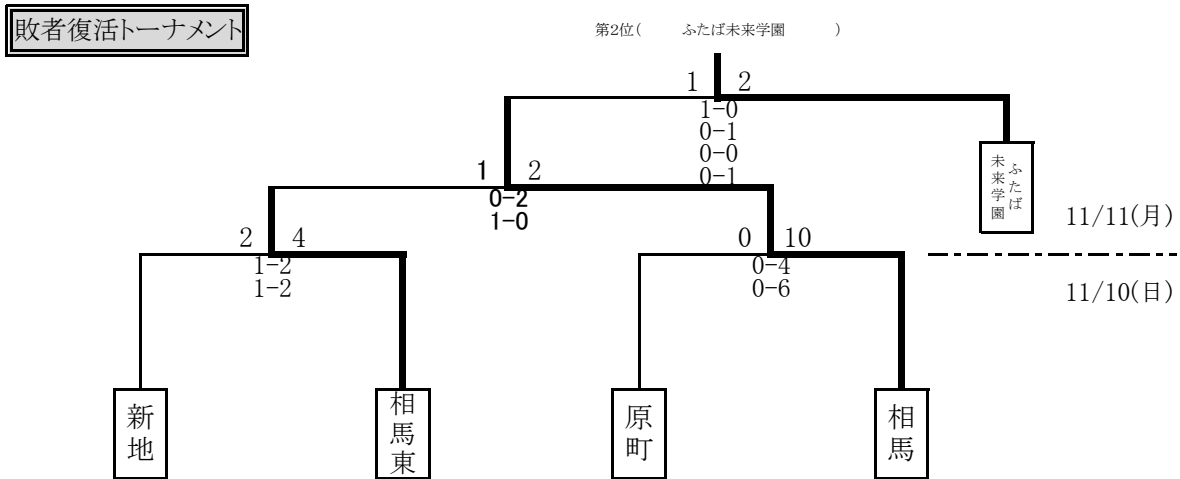 敗者復活トーナメント
第2位( ふたば未来学園 )
1 2
1-0
0-1
0-0
0-1
ふたば
未来学園
1 2
0-2
1-0
11/11(月)
2 4
1-2
1-2
0 10
0-4
0-6
11/10(日)
新地
相馬東
原町
相馬